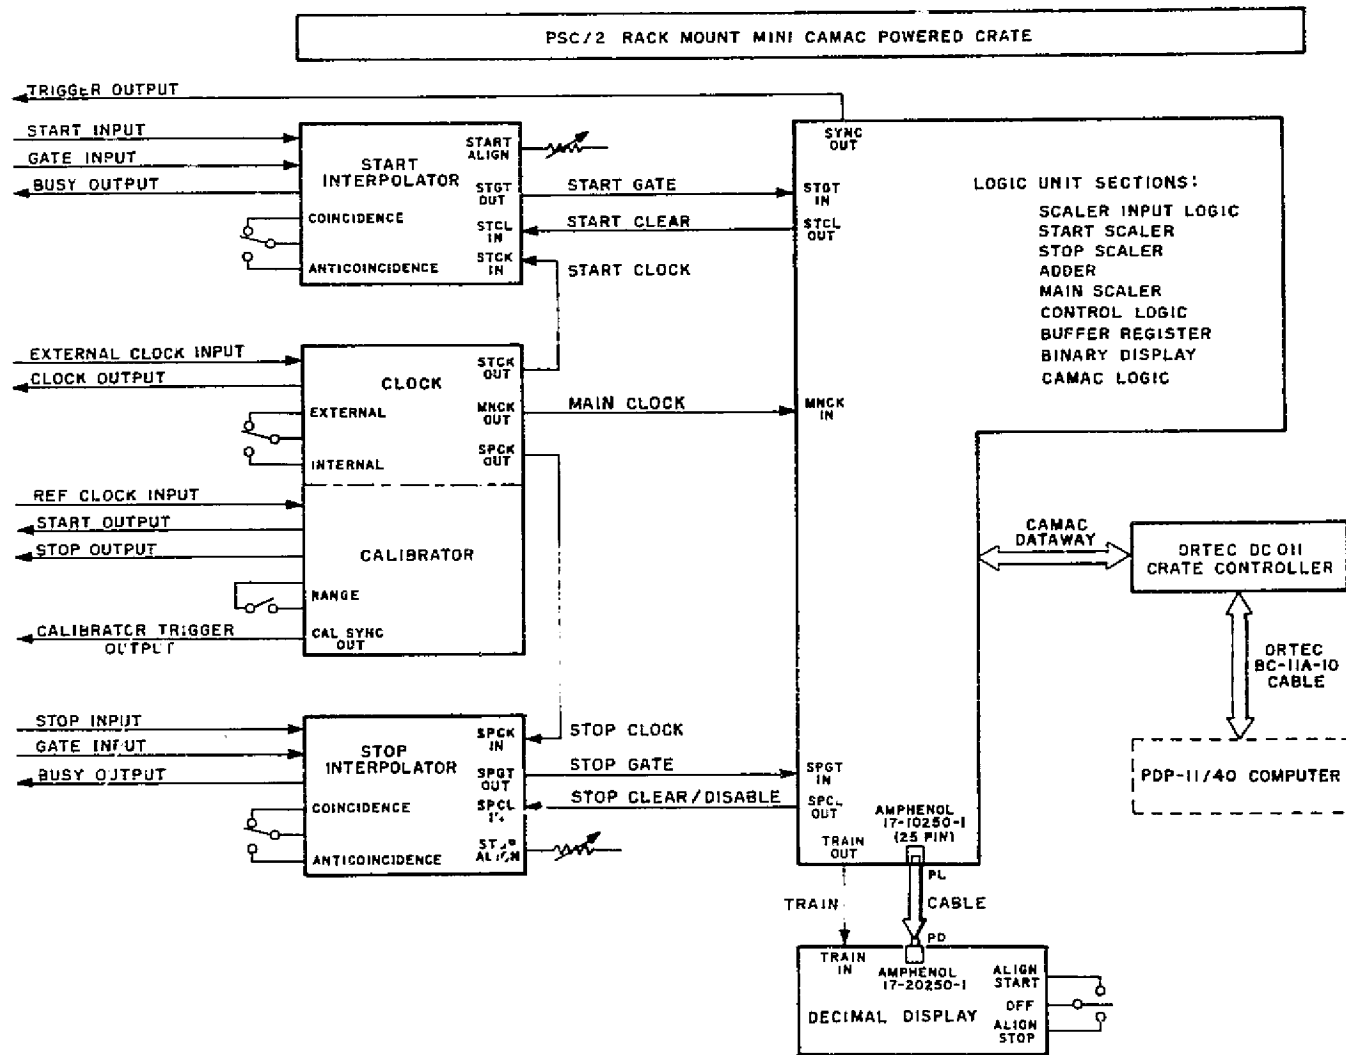 PSC/2 RACK MOUNT MINI CAMAC POWERED CRATE
TRIGGER OUTPUT
START INPUT
GATE INPUT
BUSY OUTPUT
START
INTERPOLATOR
COINCIDENCE
ANTICOINCIDENCE
START
ALIGN
STGT
OUT
STCL
IN
STCK
IN
START GATE
START CLEAR
START CLOCK
SYNC
OUT
STGT
IN
STCL
OUT
LOGIC UNIT SECTIONS:
SCALER INPUT LOGIC
START SCALER
STOP SCALER
ADDER
MAIN SCALER
CONTROL LOGIC
BUFFER REGISTER
BINARY DISPLAY
CAMAC LOGIC
EXTERNAL CLOCK INPUT
CLOCK OUTPUT
CLOCK
EXTERNAL
INTERNAL
STCK
OUT
MNCK
OUT
SPCK
OUT
MAIN CLOCK
MNCK
IN
REF CLOCK INPUT
START OUTPUT
STOP OUTPUT
CALIBRATOR
RANGE
CAL SYNC
OUT
CALIBRATOR TRIGGER
OUTPUT
CAMAC
DATAWAY
ORTEC DC 011
CRATE CONTROLLER
ORTEC
BC-11A-10
CABLE
PDP-11/40 COMPUTER
STOP INPUT
GATE INPUT
BUSY OUTPUT
STOP
INTERPOLATOR
COINCIDENCE
ANTICOINCIDENCE
SPCK
IN
SPGT
OUT
SPCL
IN
STOP
ALIGN
STOP CLOCK
STOP GATE
STOP CLEAR/DISABLE
SPGT
IN
SPCL
OUT
AMPHENOL
17-10250-1
(25 PIN)
TRAIN
OUT
PL
TRAIN
CABLE
PD
TRAIN
IN
AMPHENOL
17-20250-1
DECIMAL DISPLAY
ALIGN
START
OFF
ALIGN
STOP